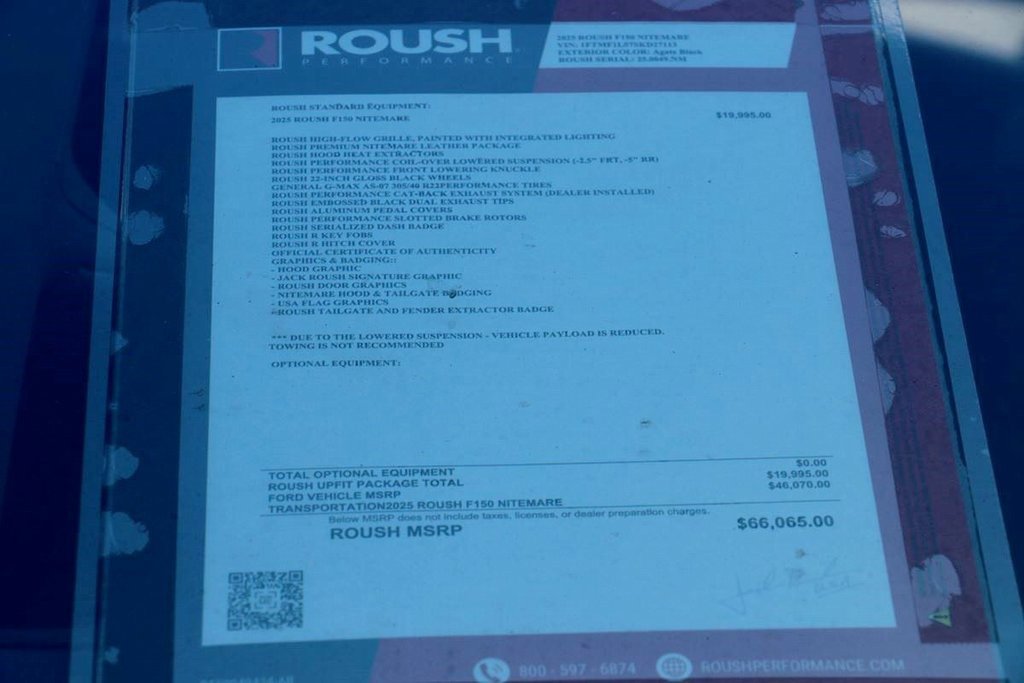 ROUSH
PERFORMANCE
2025 ROUSH F150 NITEMARE
VIN: 1FTMF1L57SKD27113
EXTERIOR COLOR: Agate Black
ROUSH SERIAL: 25.0049.NM
ROUSH STANDARD EQUIPMENT:
2025 ROUSH F150 NITEMARE $19,995.00
ROUSH HIGH-FLOW GRILLE, PAINTED WITH INTEGRATED LIGHTING
ROUSH PREMIUM NITEMARE LEATHER PACKAGE
ROUSH HOOD HEAT EXTRACTORS
ROUSH PERFORMANCE COIL-OVER LOWERED SUSPENSION (-2.5" FRT, -5" RR)
ROUSH PERFORMANCE FRONT LOWERING KNUCKLE
ROUSH 22-INCH GLOSS BLACK WHEELS
GENERAL G-MAX AS-07 305/40 R22PERFORMANCE TIRES
ROUSH PERFORMANCE CAT-BACK EXHAUST SYSTEM (DEALER INSTALLED)
ROUSH EMBOSSED BLACK DUAL EXHAUST TIPS
ROUSH ALUMINUM PEDAL COVERS
ROUSH PERFORMANCE SLOTTED BRAKE ROTORS
ROUSH SERIALIZED DASH BADGE
ROUSH R KEY FOBS
ROUSH R HITCH COVER
OFFICIAL CERTIFICATE OF AUTHENTICITY
GRAPHICS & BADGING::
- HOOD GRAPHIC
- JACK ROUSH SIGNATURE GRAPHIC
- ROUSH DOOR GRAPHICS
- NITEMARE HOOD & TAILGATE BADGING
- USA FLAG GRAPHICS
-ROUSH TAILGATE AND FENDER EXTRACTOR BADGE
*** DUE TO THE LOWERED SUSPENSION - VEHICLE PAYLOAD IS REDUCED.
TOWING IS NOT RECOMMENDED
OPTIONAL EQUIPMENT:
TOTAL OPTIONAL EQUIPMENT $0.00
ROUSH UPFIT PACKAGE TOTAL $19,995.00
FORD VEHICLE MSRP $46,070.00
TRANSPORTATION2025 ROUSH F150 NITEMARE
Below MSRP does not include taxes, licenses, or dealer preparation charges.
ROUSH MSRP $66,065.00
800 - 597 - 6874 ROUSHPERFORMANCE.COM